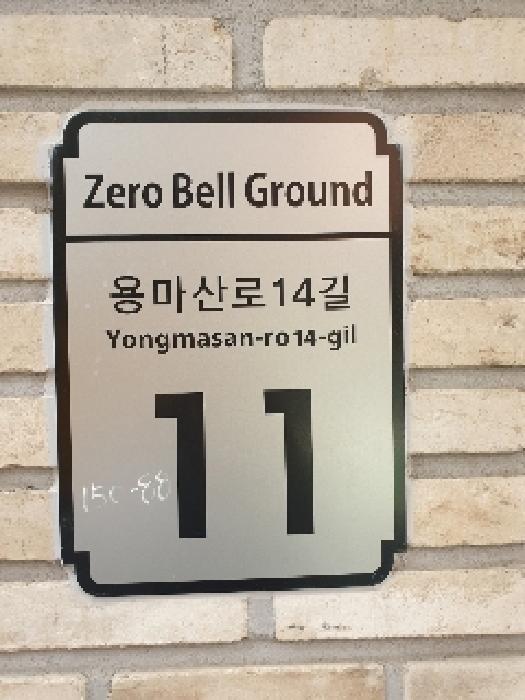 Zero Bell Ground
용마산로14길
Yongmasan-ro14-gil
11